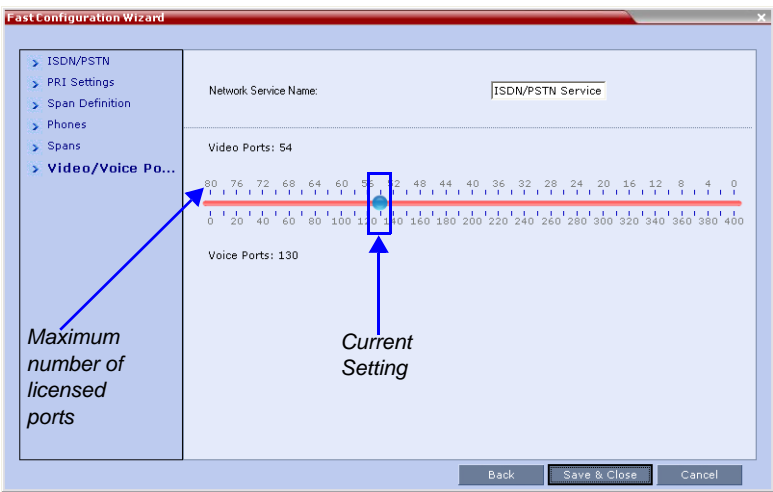 Fast Configuration Wizard
ISDN/PSTN
PRI Settings
Span Definition
Phones
Spans
Video/Voice Po...
Network Service Name:
ISDN/PSTN Service
Video Ports: 54
80 76 72 68 64 60 56 52 48 44 40 36 32 28 24 20 16 12 8 4 0
0 20 40 60 80 100 120 140 160 180 200 220 240 260 280 300 320 340 360 380 400
Voice Ports: 130
Maximum
number of
licensed
ports
Current
Setting
Back Save & Close Cancel